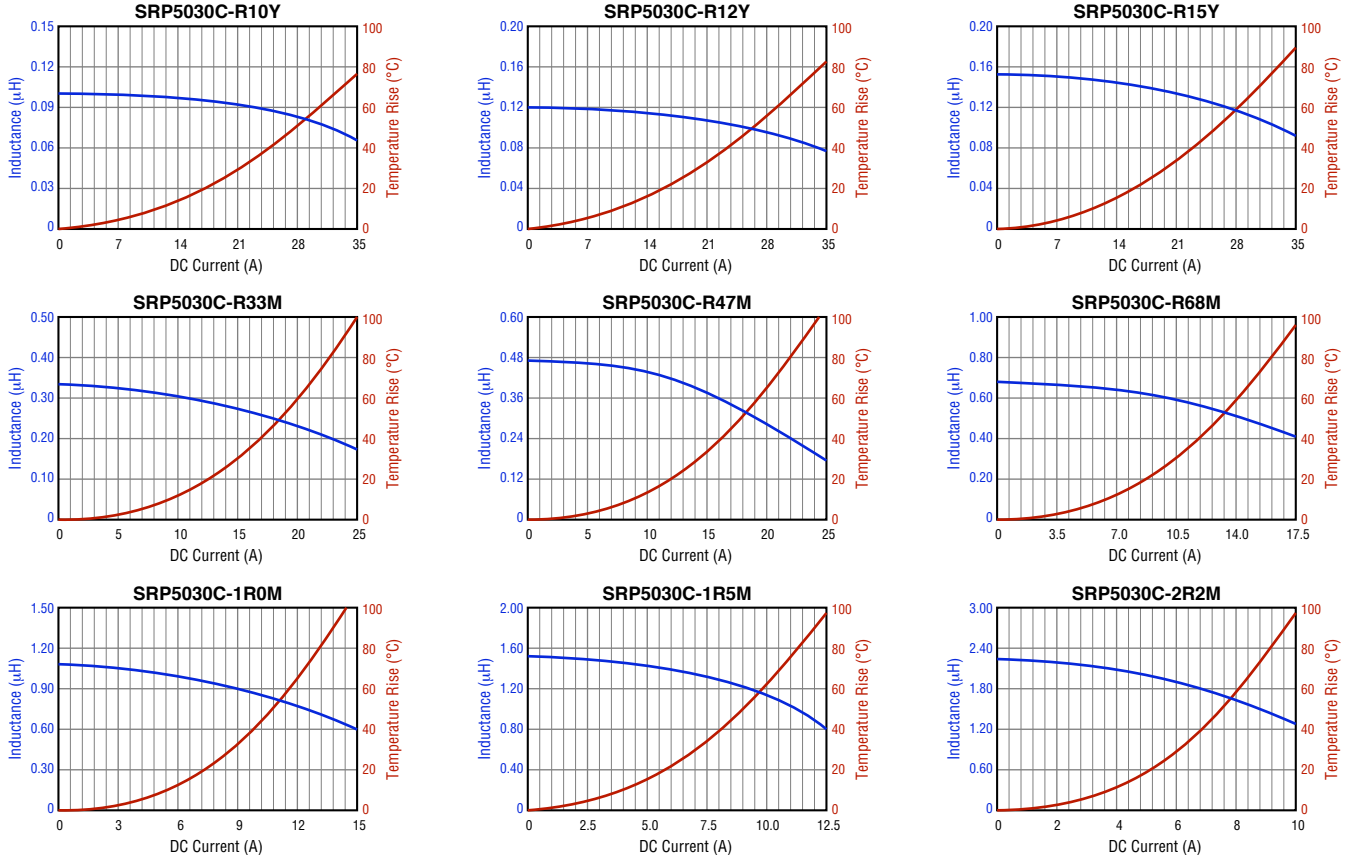 SRP5030C-R10Y
Inductance (μH)
0.15
0.12
0.09
0.06
0.03
0
100
80
60
40
20
0
Temperature Rise (°C)
0 7 14 21 28 35
DC Current (A)
SRP5030C-R12Y
Inductance (μH)
0.20
0.16
0.12
0.08
0.04
0
100
80
60
40
20
0
Temperature Rise (°C)
0 7 14 21 28 35
DC Current (A)
SRP5030C-R15Y
Inductance (μH)
0.20
0.16
0.12
0.08
0.04
0
100
80
60
40
20
0
Temperature Rise (°C)
0 7 14 21 28 35
DC Current (A)
SRP5030C-R33M
Inductance (μH)
0.50
0.40
0.30
0.20
0.10
0
100
80
60
40
20
0
Temperature Rise (°C)
0 5 10 15 20 25
DC Current (A)
SRP5030C-R47M
Inductance (μH)
0.60
0.48
0.36
0.24
0.12
0
100
80
60
40
20
0
Temperature Rise (°C)
0 5 10 15 20 25
DC Current (A)
SRP5030C-R68M
Inductance (μH)
1.00
0.80
0.60
0.40
0.20
0
100
80
60
40
20
0
Temperature Rise (°C)
0 3.5 7.0 10.5 14.0 17.5
DC Current (A)
SRP5030C-1R0M
Inductance (μH)
1.50
1.20
0.90
0.60
0.30
0
100
80
60
40
20
0
Temperature Rise (°C)
0 3 6 9 12 15
DC Current (A)
SRP5030C-1R5M
Inductance (μH)
2.00
1.60
1.20
0.80
0.40
0
100
80
60
40
20
0
Temperature Rise (°C)
0 2.5 5.0 7.5 10.0 12.5
DC Current (A)
SRP5030C-2R2M
Inductance (μH)
3.00
2.40
1.80
1.20
0.60
0
100
80
60
40
20
0
Temperature Rise (°C)
0 2 4 6 8 10
DC Current (A)